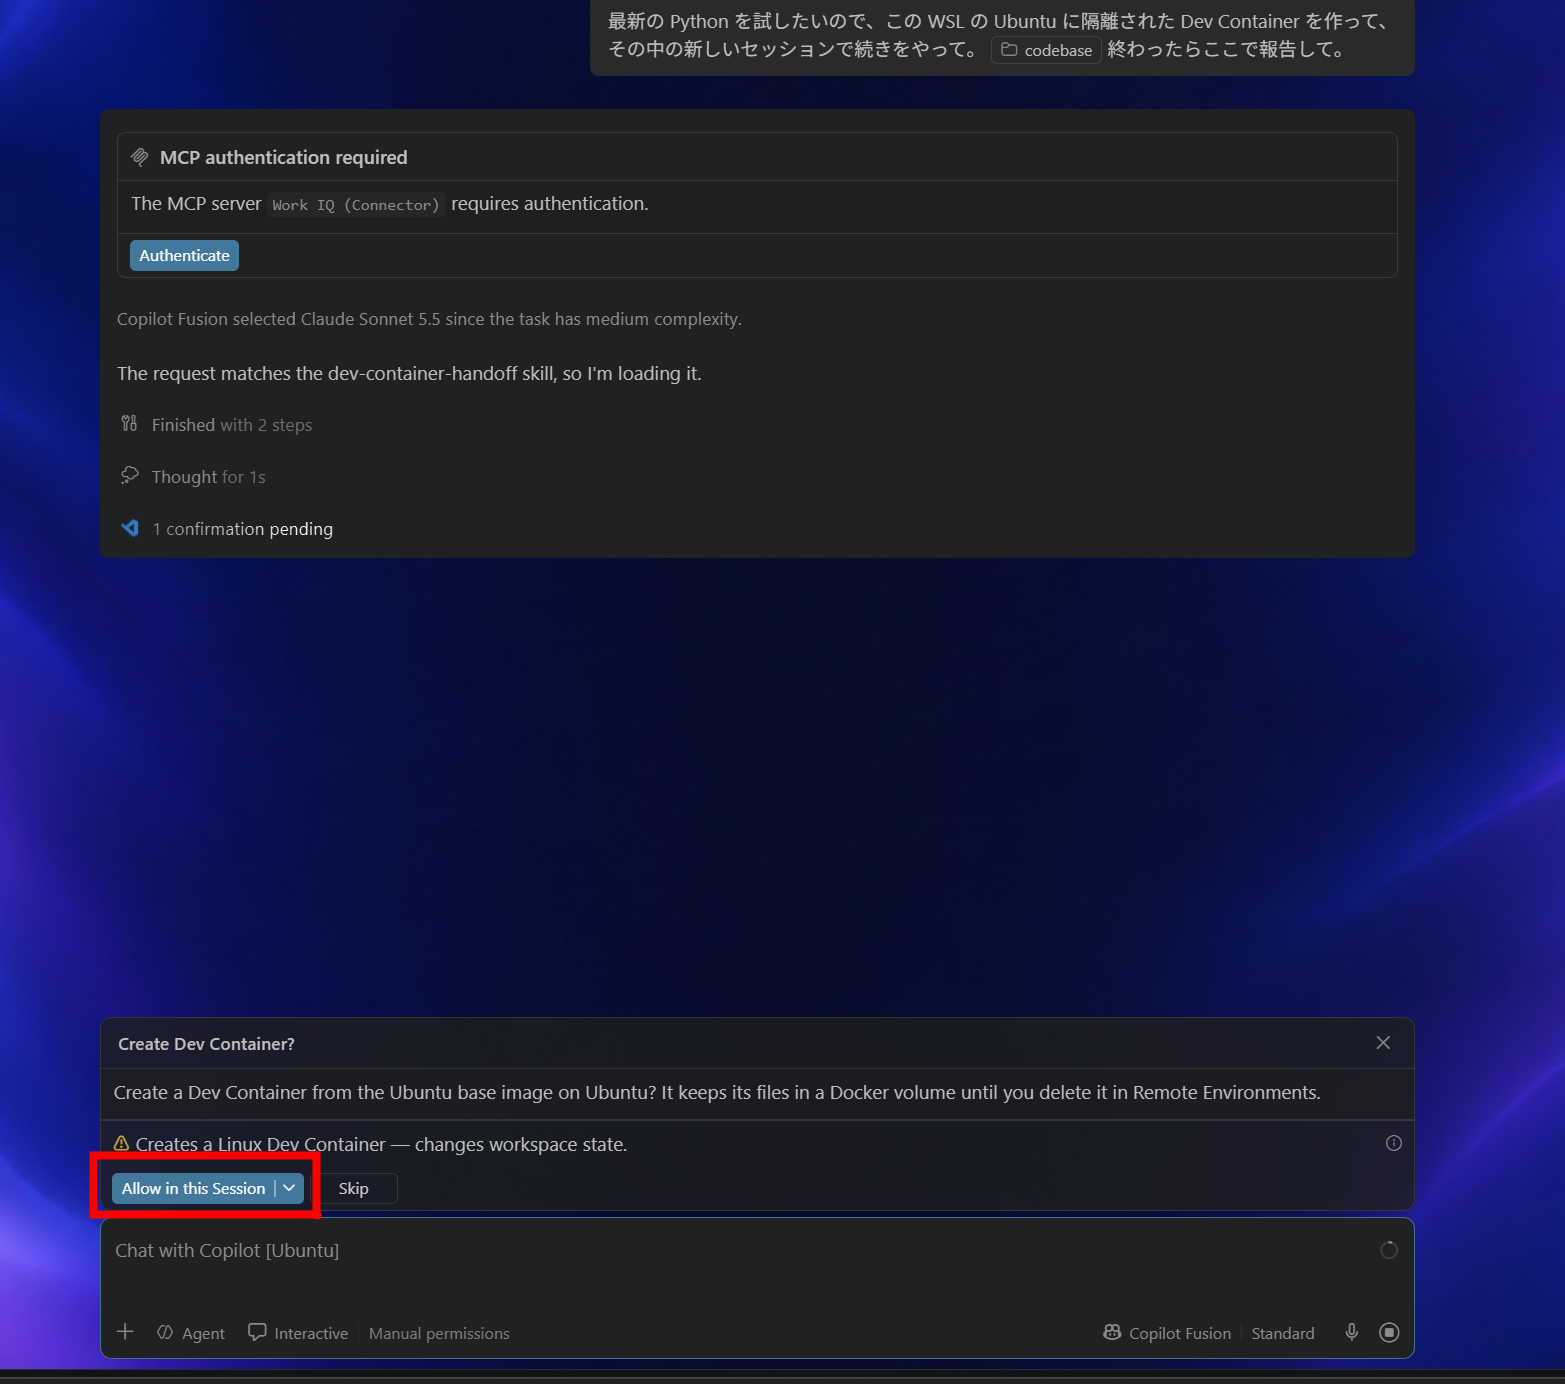 最新の Python を試したいので、この WSL の Ubuntu に隔離された Dev Container を作って、
その中の新しいセッションで続きをやって。 codebase 終わったらここで報告して。
MCP authentication required
The MCP server Work IQ (Connector) requires authentication.
Authenticate
Copilot Fusion selected Claude Sonnet 5.5 since the task has medium complexity.
The request matches the dev-container-handoff skill, so I'm loading it.
Finished with 2 steps
Thought for 1s
1 confirmation pending
Create Dev Container?
Create a Dev Container from the Ubuntu base image on Ubuntu? It keeps its files in a Docker volume until you delete it in Remote Environments.
Creates a Linux Dev Container — changes workspace state.
Allow in this Session Skip
Chat with Copilot [Ubuntu]
Agent Interactive Manual permissions Copilot Fusion Standard